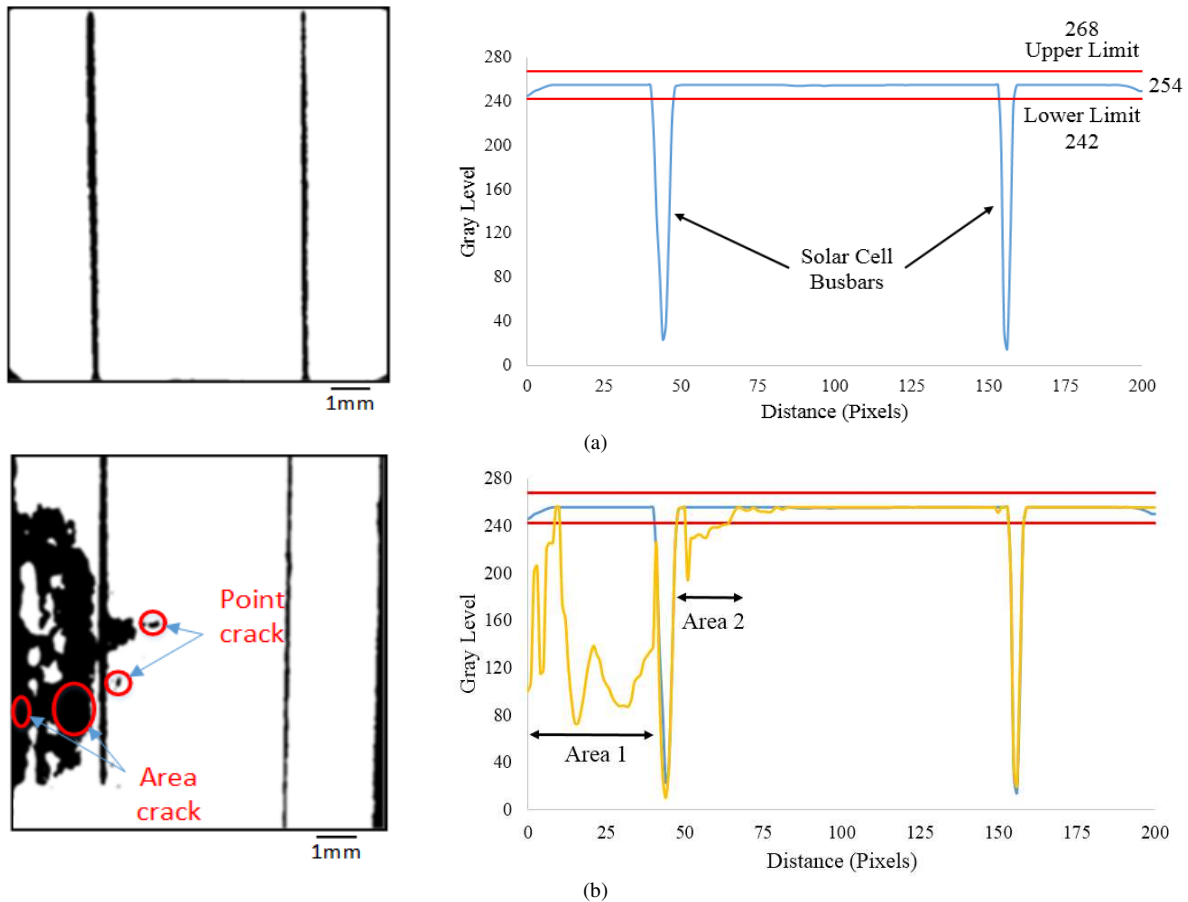 1mm
268
Upper Limit
280
240
200
160
120
80
40
0
254
Lower Limit
242
Gray Level
Solar Cell
Busbars
0 25 50 75 100 125 150 175 200
Distance (Pixels)
(a)
Point
crack
Area
crack
1mm
280
240
200
160
120
80
40
0
Gray Level
Area 2
Area 1
0 25 50 75 100 125 150 175 200
Distance (Pixels)
(b)